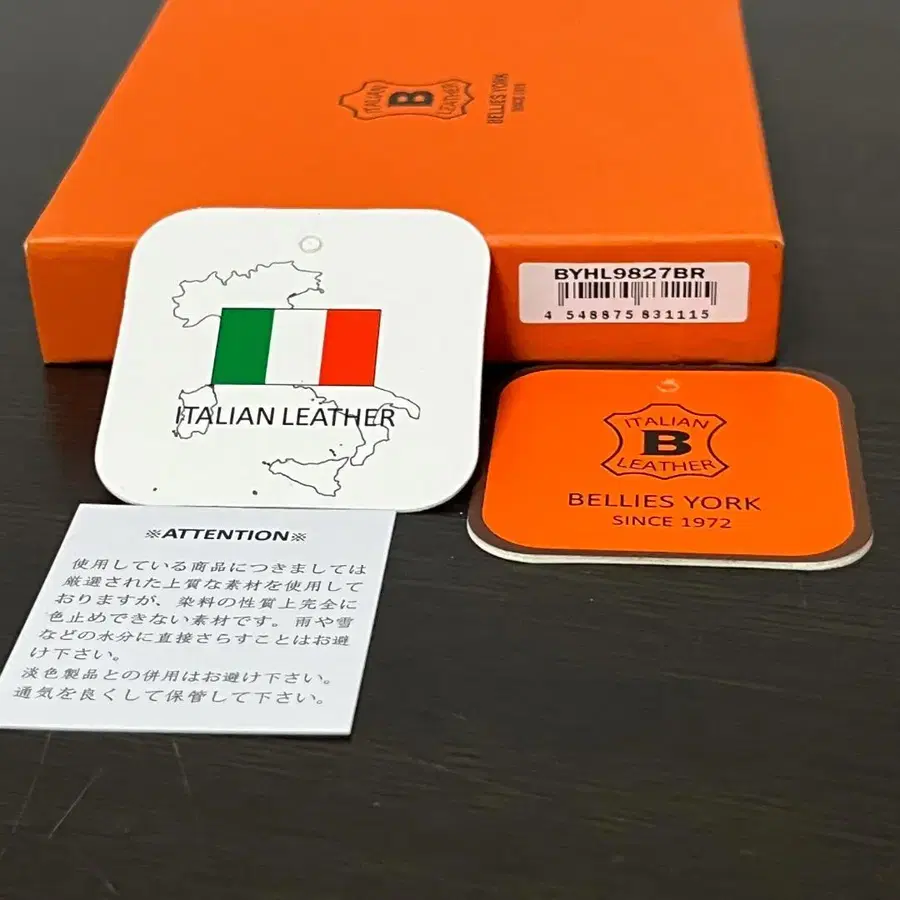 ITALIAN
B
LEATHER
BELLIES YORK
SINCE 1972
BYHL9827BR
4 548875 831115
ITALIAN LEATHER
ITALIAN
B
LEATHER
BELLIES YORK
SINCE 1972
※ATTENTION※
使用している商品につきましては
厳選された上質な素材を使用して
おりますが、染料の性質上完全に
色止めできない素材です。雨や雪
などの水分に直接さらすことはお避
け下さい。
淡色製品との併用はお避け下さい。
通気を良くして保管して下さい。